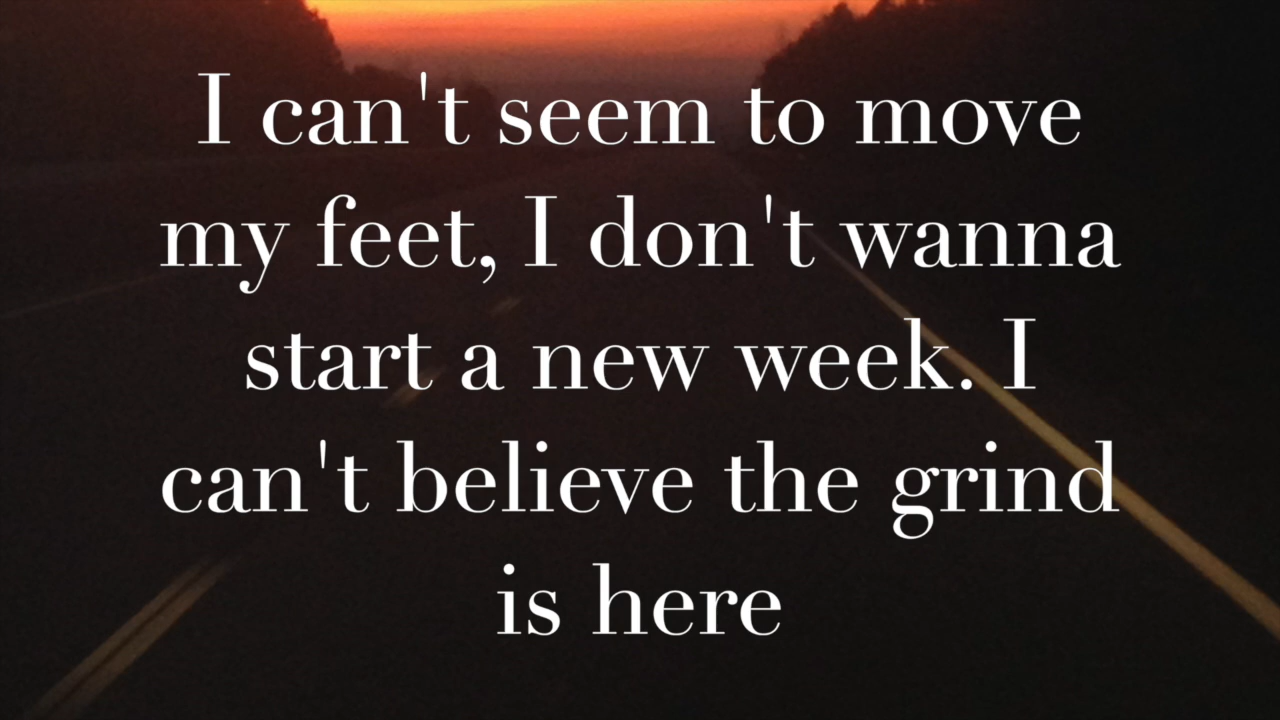 I can't seem to move
my feet, I don't wanna
start a new week. I
can't believe the grind
is here